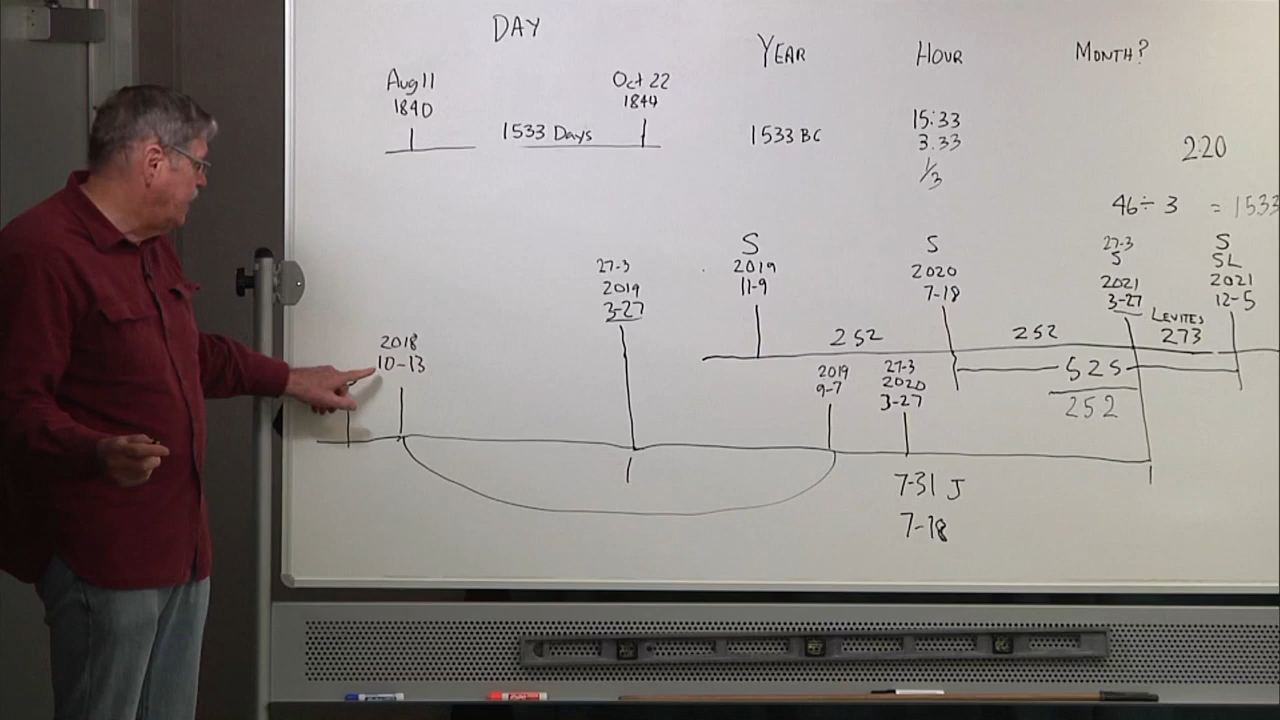 DAY
YEAR
HOUR
MONTH?
Aug 11
1840
1533 Days
Oct 22
1844
1533 BC
15:33
3.33
1/3
220
46 ÷ 3 = 1533
2018
10-13
27-3
2019
3-27
S
2019
11-9
252
S
2020
7-18
252
27-3
S
2021
3-27
LEVITES
273
S
SL
2021
12-5
2019
9-7
27-3
2020
3-27
525
252
7-31 J
7-18